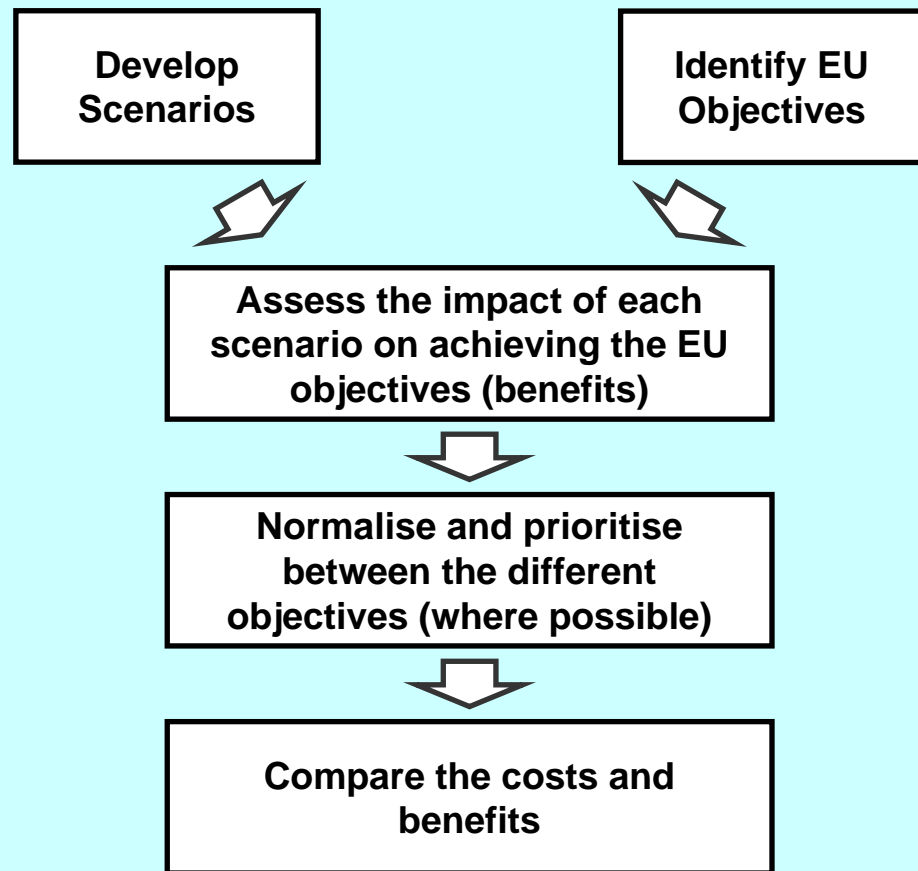 Develop
Scenarios
Identify EU
Objectives
Assess the impact of each
scenario on achieving the EU
objectives (benefits)
Normalise and prioritise
between the different
objectives (where possible)
Compare the costs and
benefits